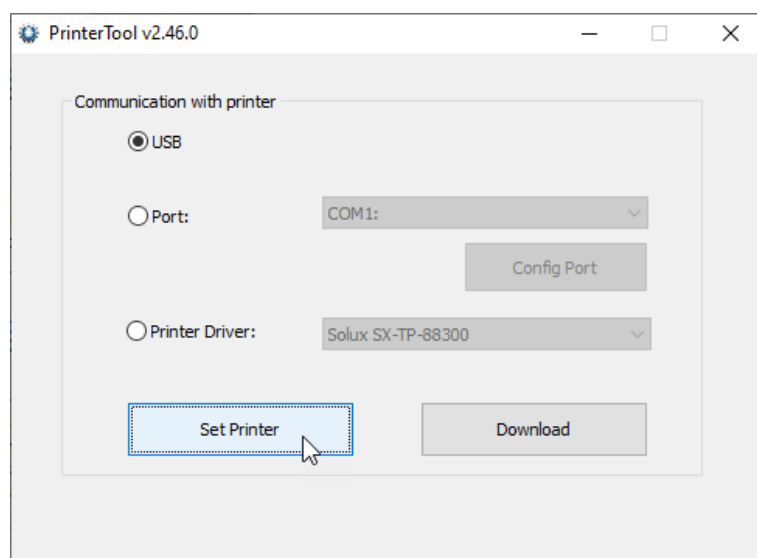 PrinterTool v2.46.0
Communication with printer
USB
Port:
COM1:
Config Port
Printer Driver:
Solux SX-TP-88300
Set Printer
Download